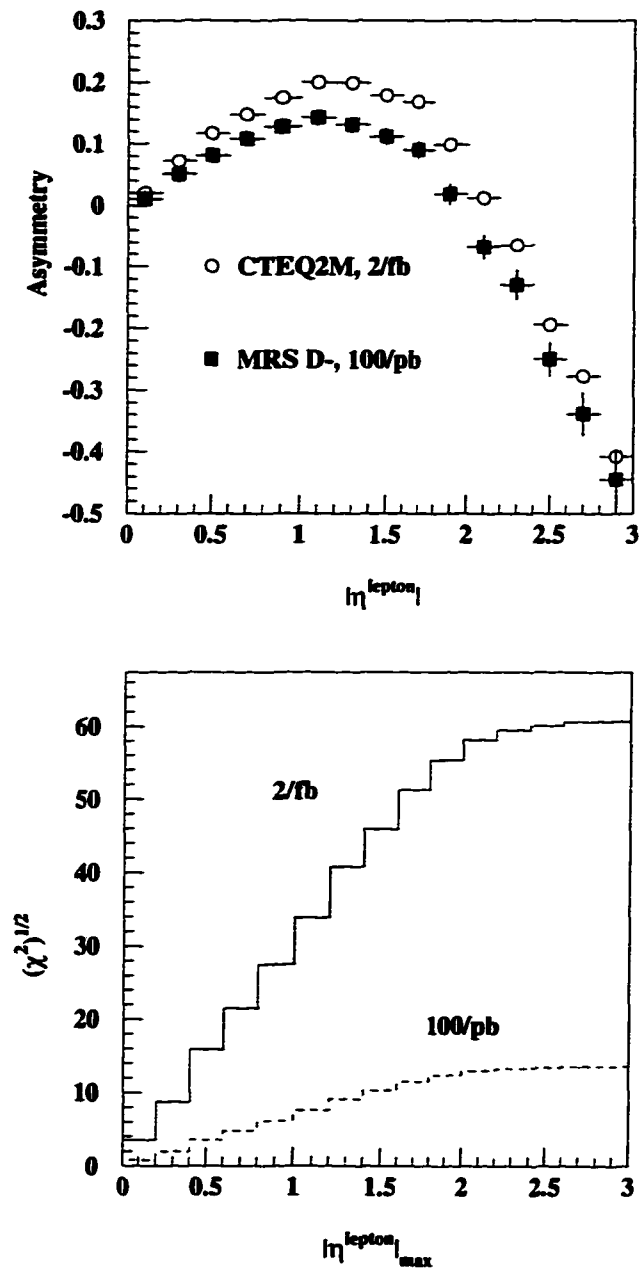 0.3
0.2
0.1
0
-0.1
-0.2
-0.3
-0.4
-0.5
Asymmetry
CTEQ2M, 2/fb
MRS D-, 100/pb
0 0.5 1 1.5 2 2.5 3
|η^lepton|
60
50
40
30
20
10
0
(χ²)^1/2
2/fb
100/pb
0 0.5 1 1.5 2 2.5 3
|η^lepton|_max